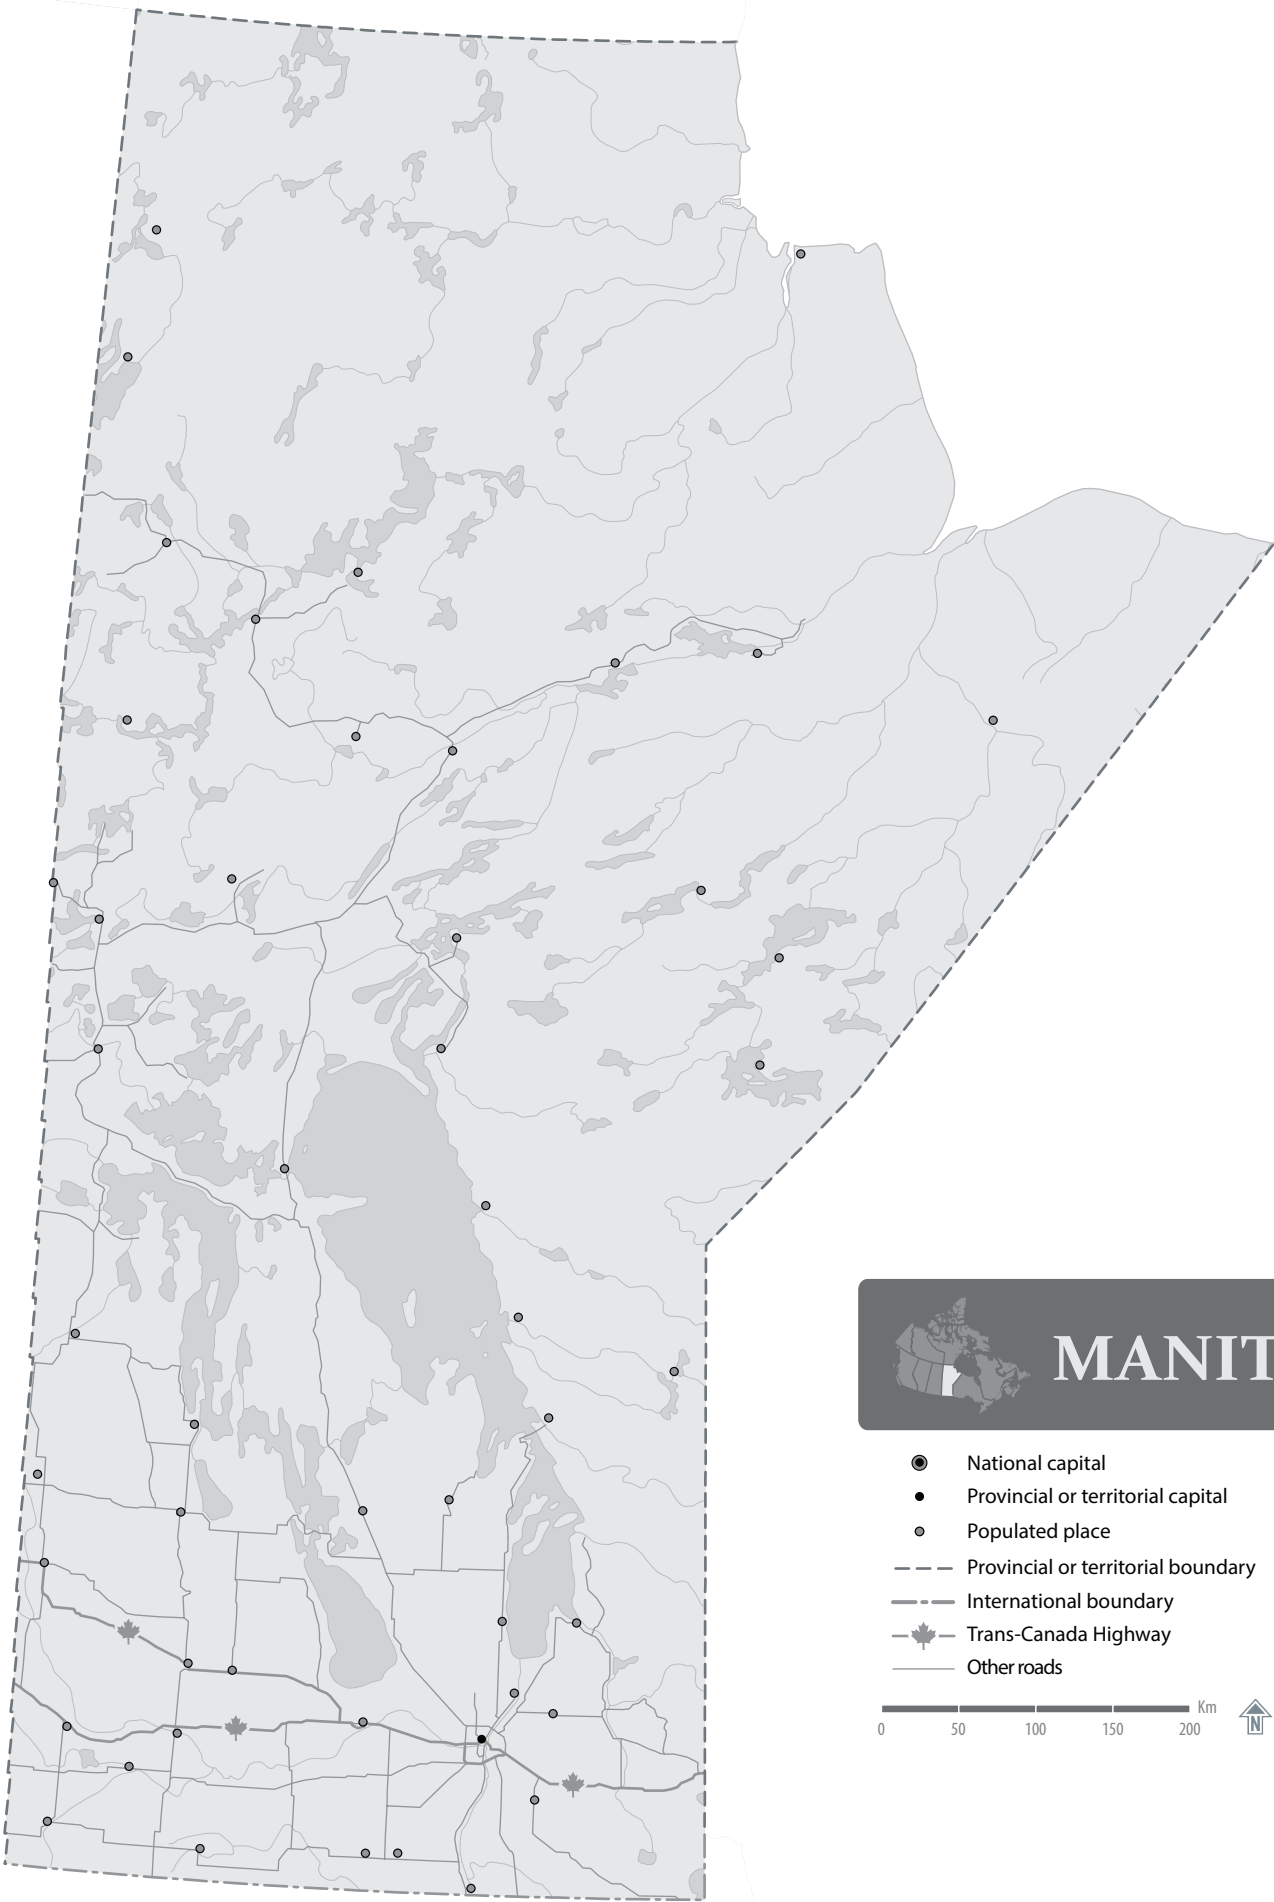 MANIT
National capital
Provincial or territorial capital
Populated place
Provincial or territorial boundary
International boundary
Trans-Canada Highway
Other roads
Km
0 50 100 150 200
N